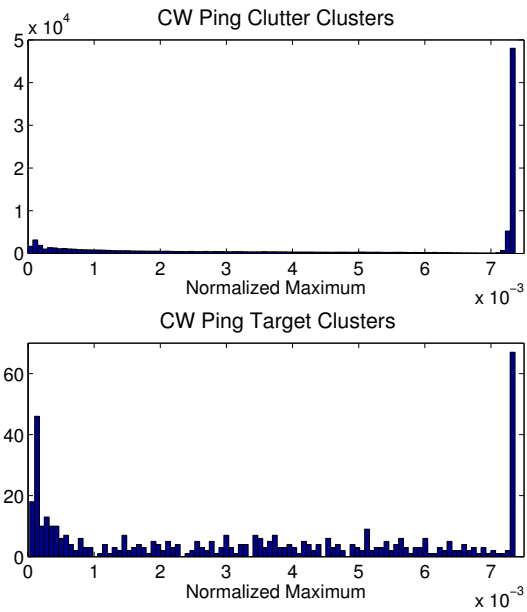 CW Ping Clutter Clusters
x 10⁴
5
4
3
2
1
0
0 1 2 3 4 5 6 7
Normalized Maximum
x 10⁻³
CW Ping Target Clusters
60
40
20
0
0 1 2 3 4 5 6 7
Normalized Maximum
x 10⁻³